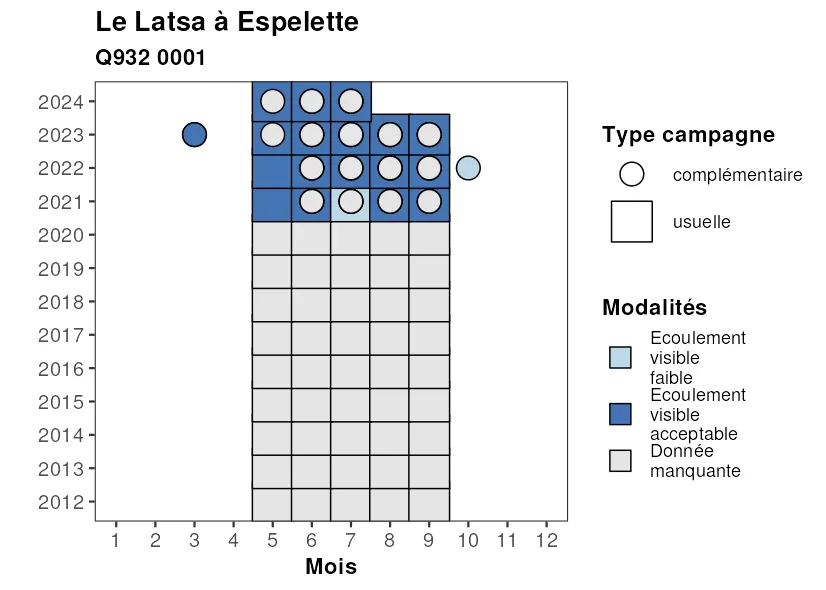 Le Latsa à Espelette
Q932 0001
2024
2023
2022
2021
2020
2019
2018
2017
2016
2015
2014
2013
2012
1 2 3 4 5 6 7 8 9 10 11 12
Mois
Type campagne
complémentaire
usuelle
Modalités
Ecoulement
visible
faible
Ecoulement
visible
acceptable
Donnée
manquante